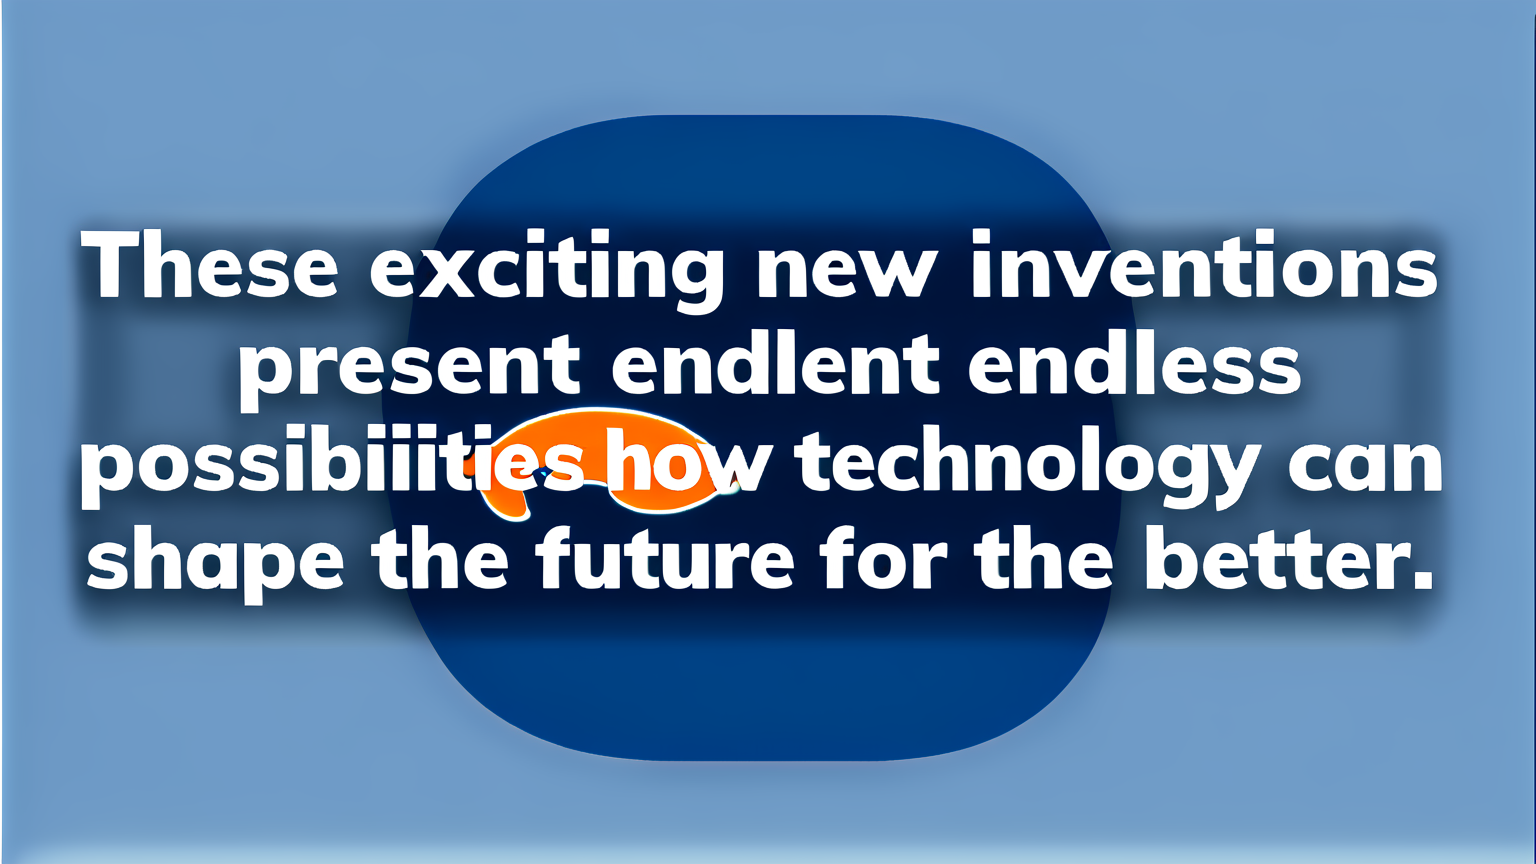 These exciting new inventions
present endlent endless
possibiiities how technology can
shape the future for the better.